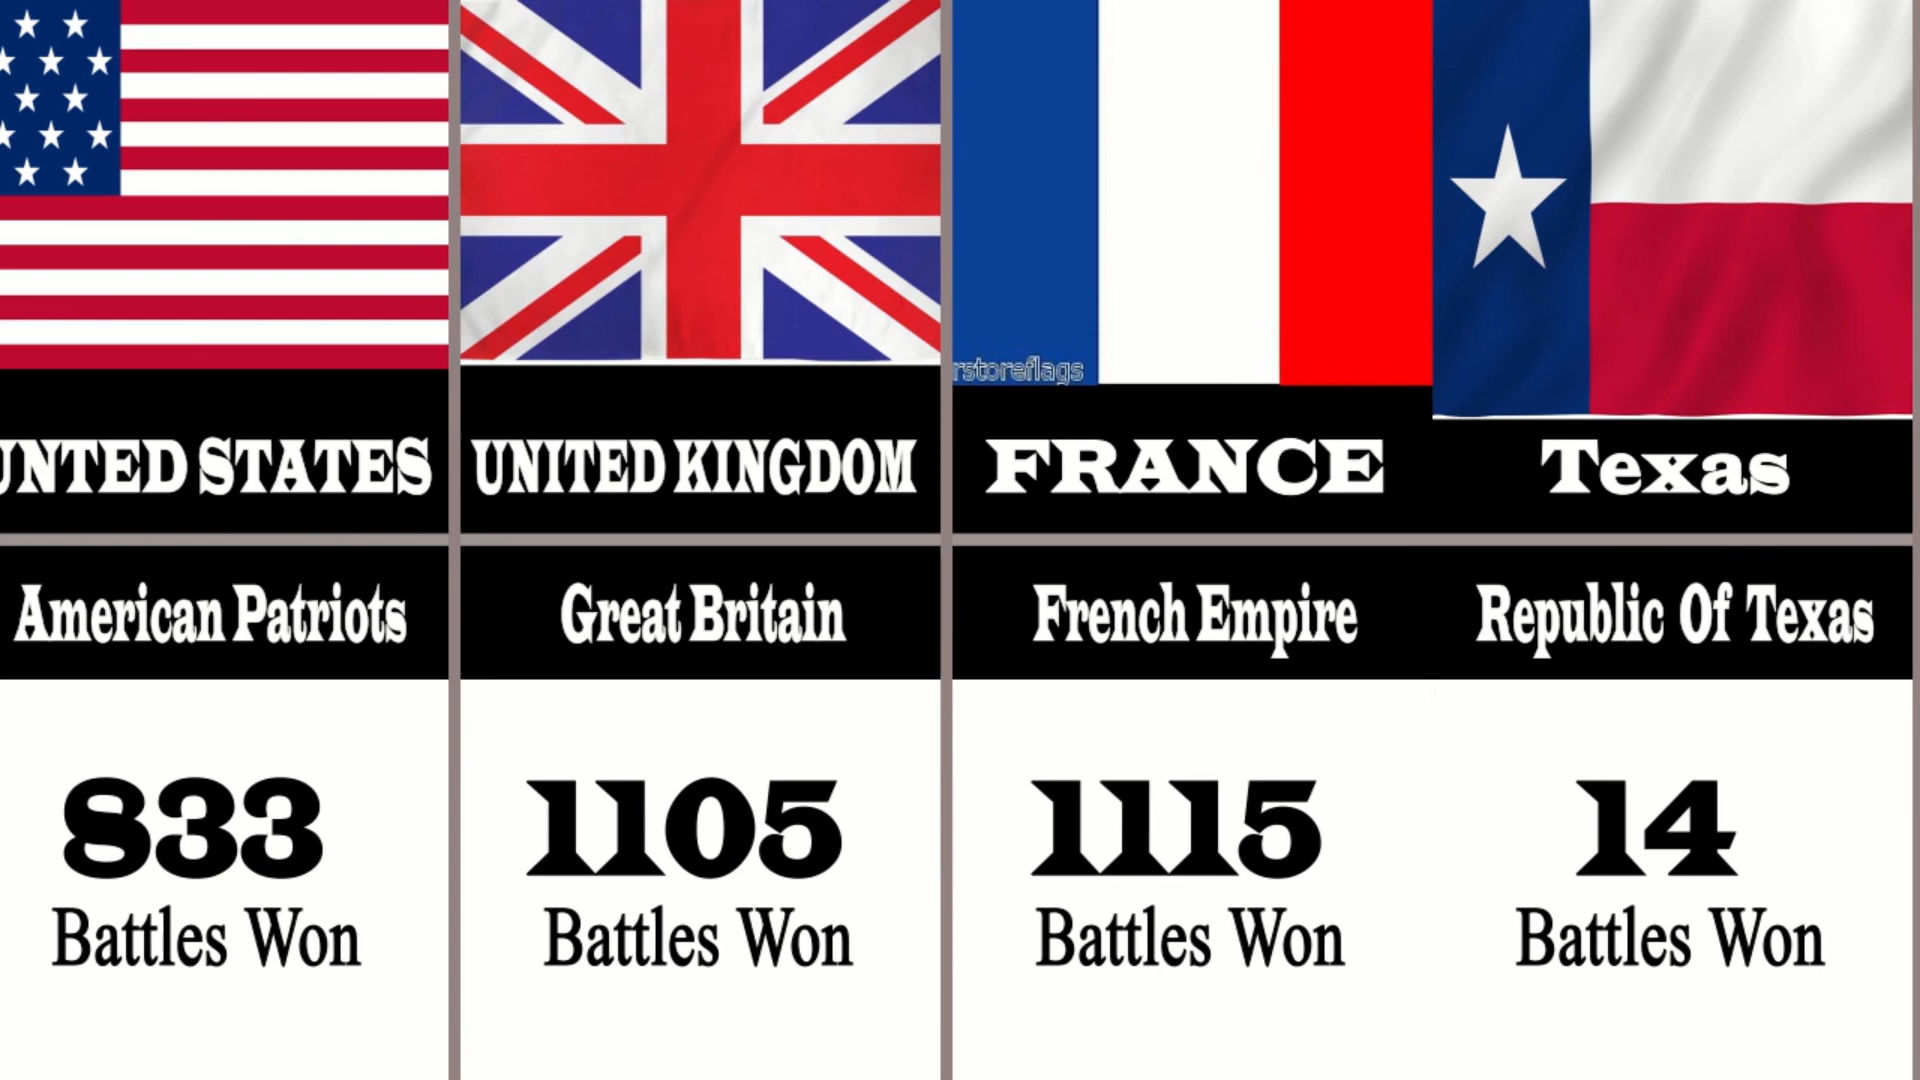 UNTED STATES
American Patriots
833
Battles Won
UNITED KINGDOM
Great Britain
1105
Battles Won
rstoreflags
FRANCE
French Empire
1115
Battles Won
Texas
Republic Of Texas
14
Battles Won